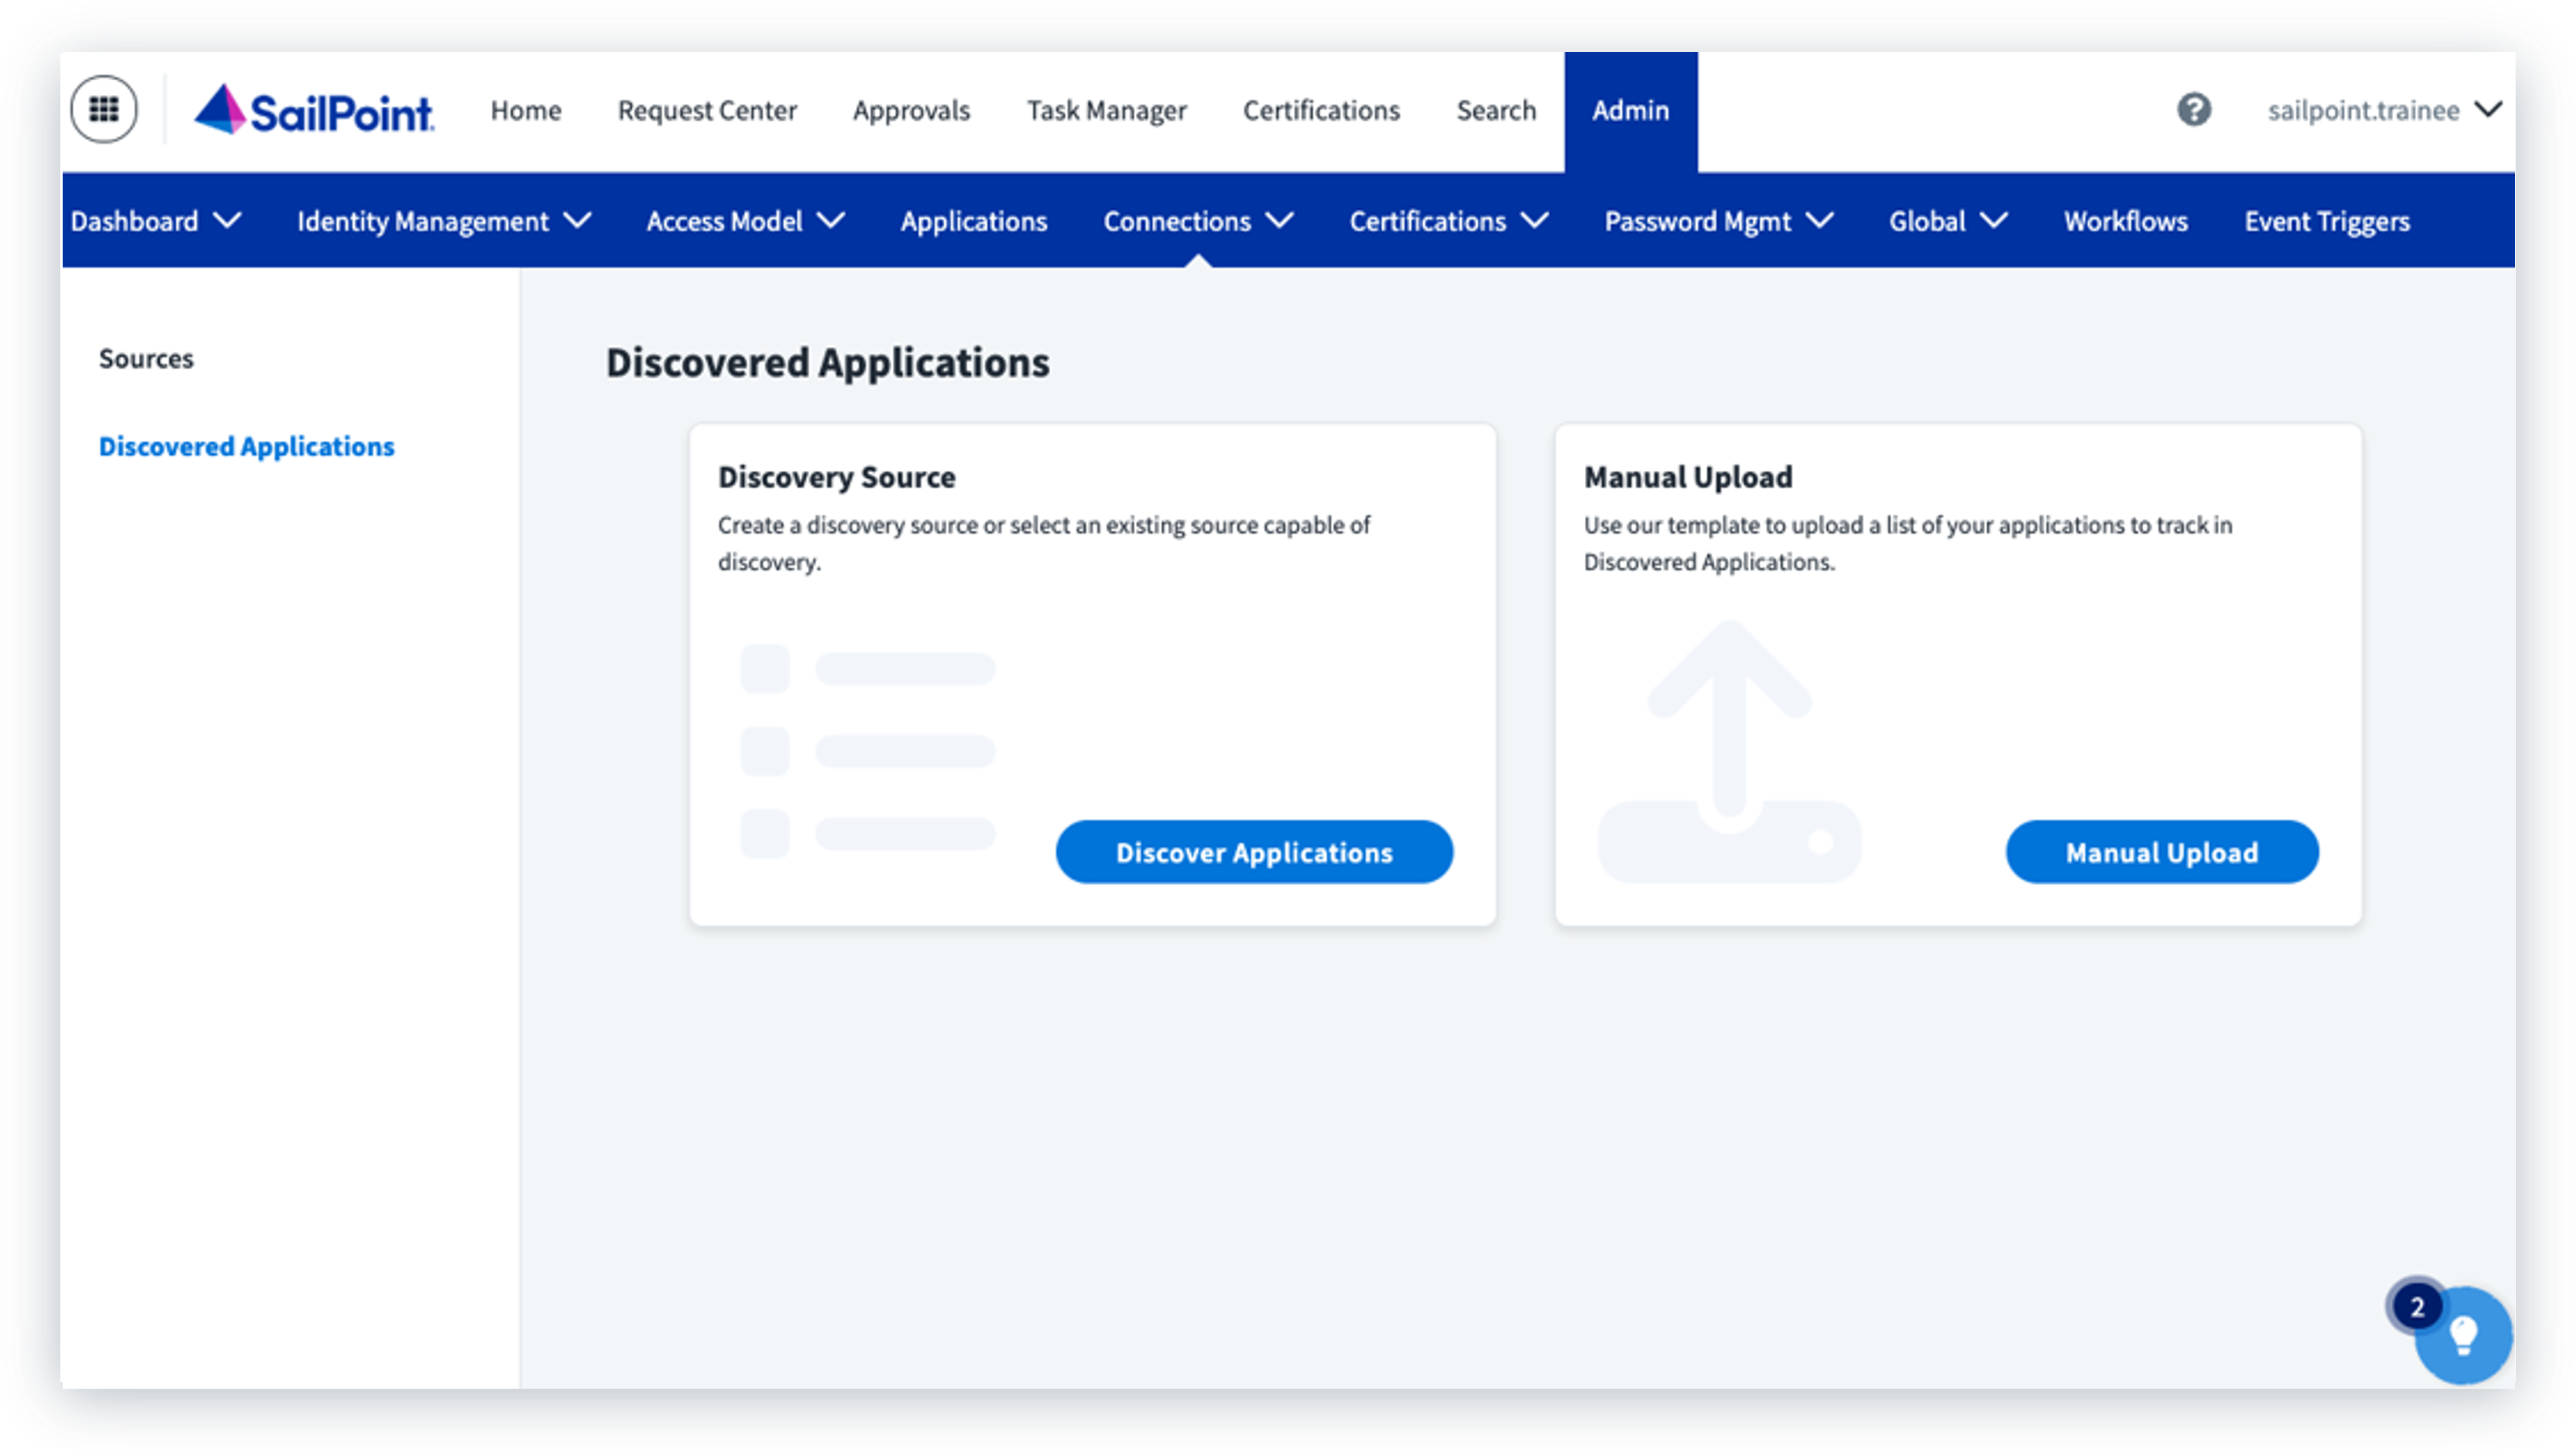 SailPoint Home Request Center Approvals Task Manager Certifications Search Admin ? sailpoint.trainee
Dashboard Identity Management Access Model Applications Connections Certifications Password Mgmt Global Workflows Event Triggers
Sources
Discovered Applications
Discovered Applications
Discovery Source
Create a discovery source or select an existing source capable of
discovery.
Discover Applications
Manual Upload
Use our template to upload a list of your applications to track in
Discovered Applications.
Manual Upload
2